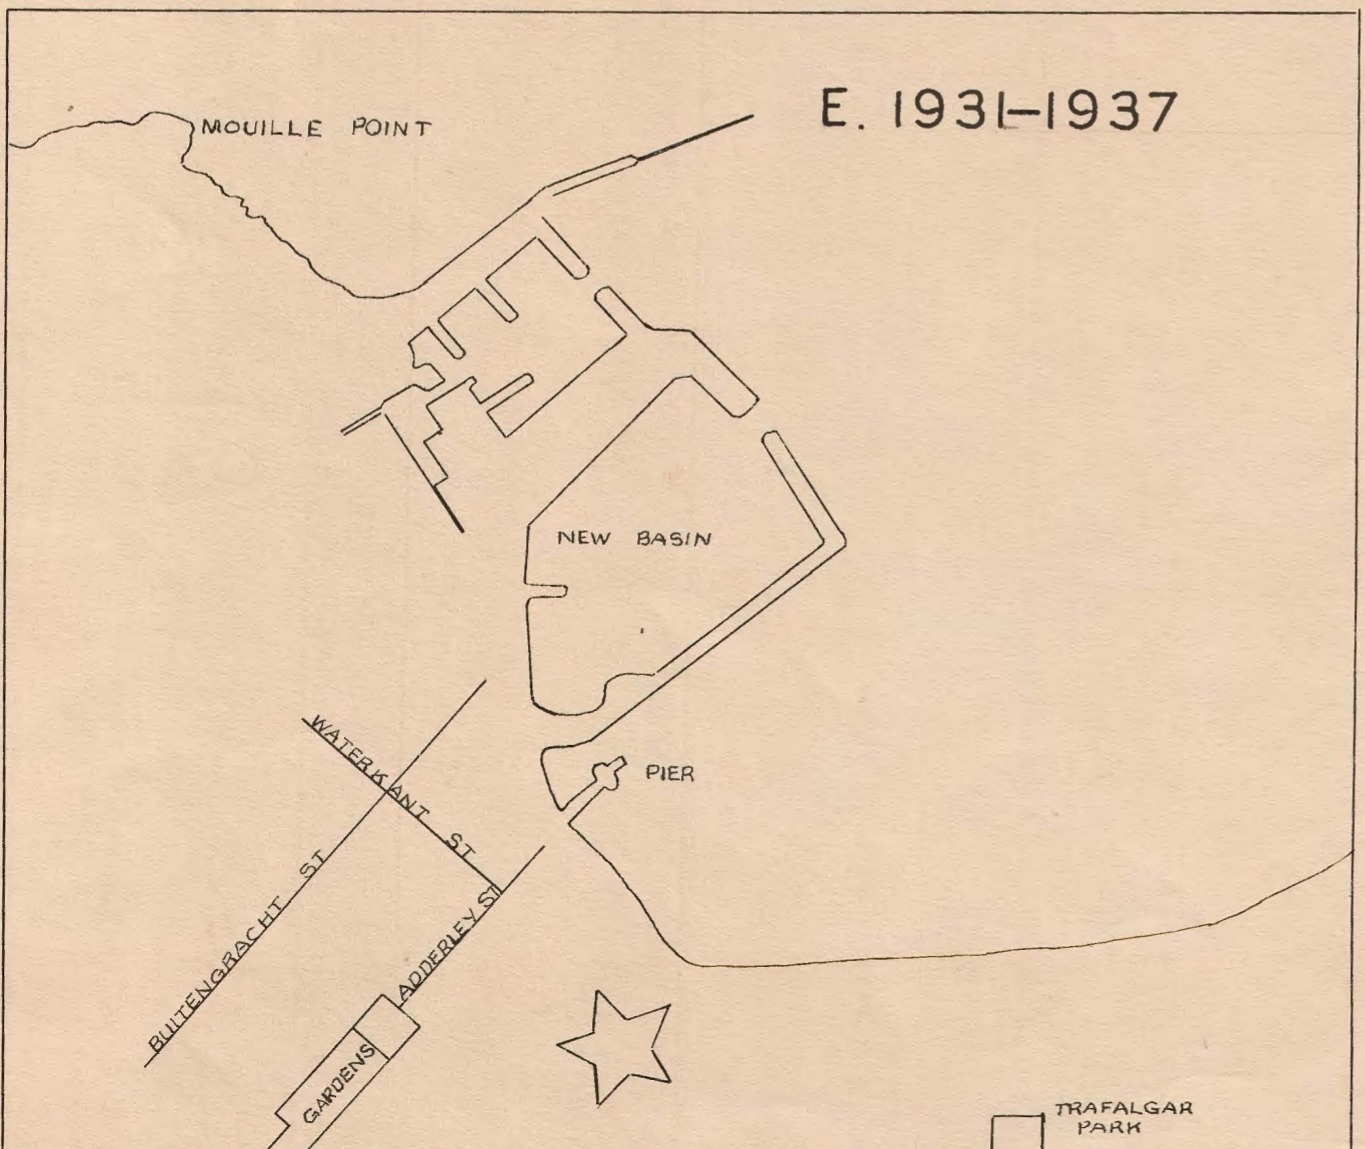 E. 1931–1937
MOUILLE POINT
NEW BASIN
PIER
WATERKANT ST
BUITENGRACHT ST
ADDERLEY ST
GARDENS
TRAFALGAR
PARK